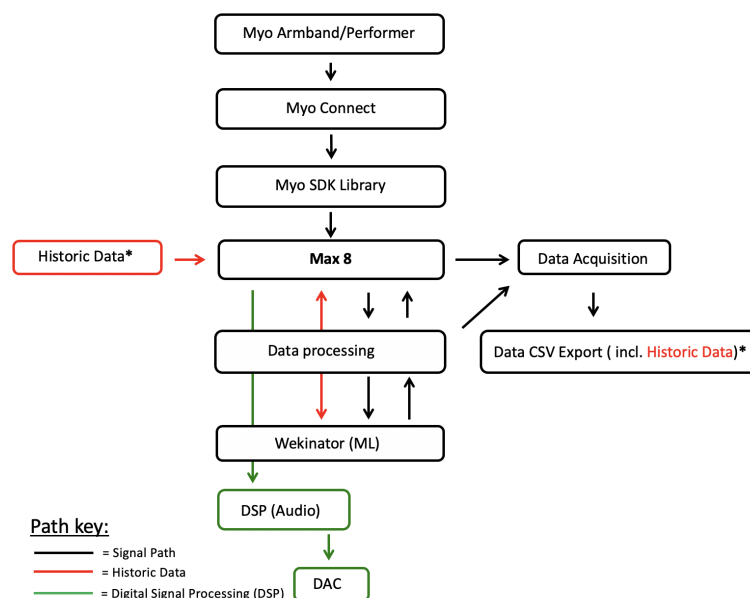 Myo Armband/Performer
Myo Connect
Myo SDK Library
Historic Data*
Max 8
Data Acquisition
Data processing
Data CSV Export ( incl. Historic Data)*
Wekinator (ML)
DSP (Audio)
Path key:
= Signal Path
= Historic Data
DAC
= Digital Signal Processing (DSP)